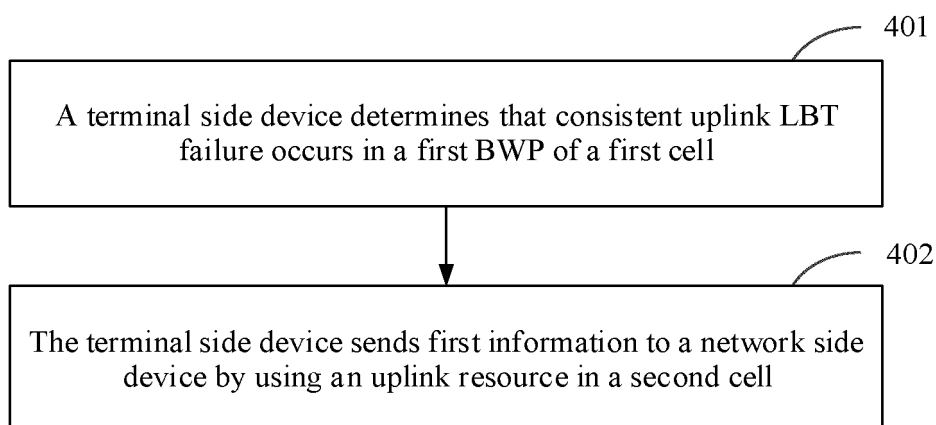 401
A terminal side device determines that consistent uplink LBT
failure occurs in a first BWP of a first cell
402
The terminal side device sends first information to a network side
device by using an uplink resource in a second cell